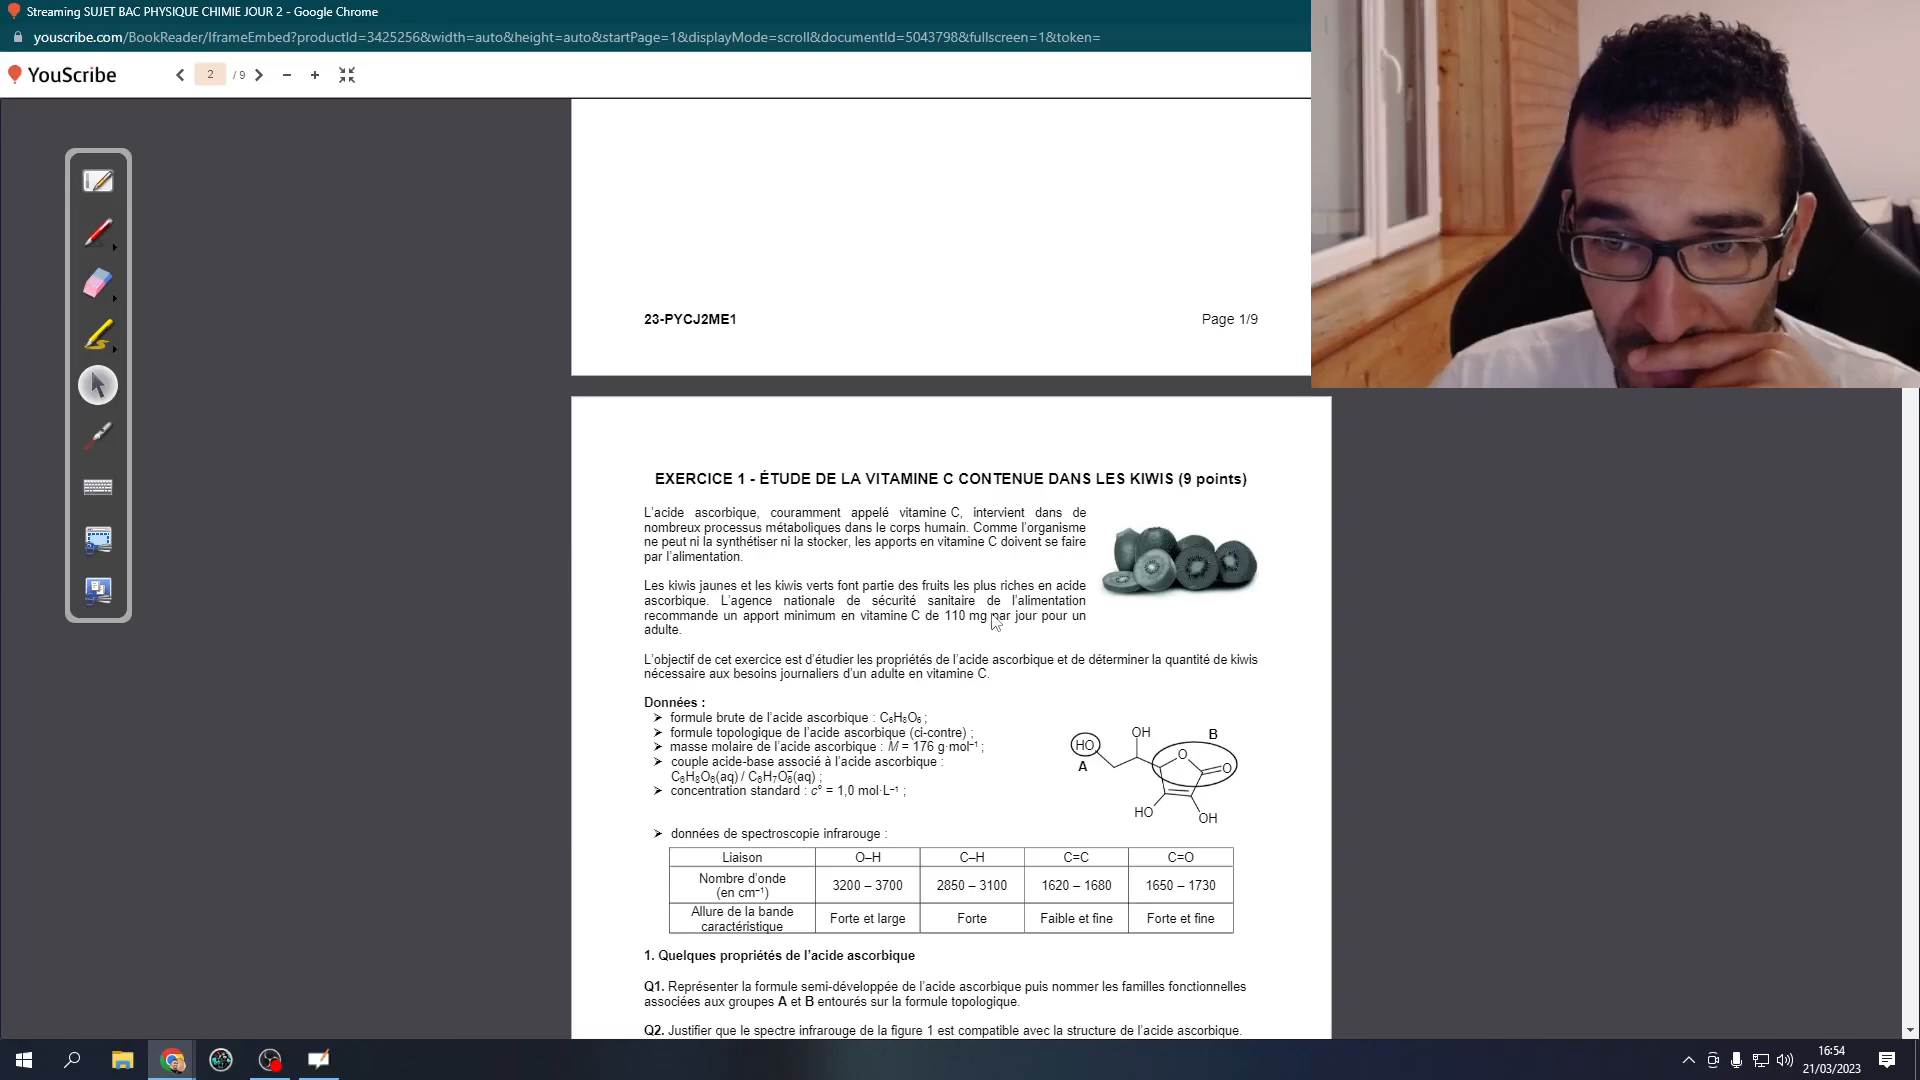 Streaming SUJET BAC PHYSIQUE CHIMIE JOUR 2 - Google Chrome
youscribe.com/BookReader/IframeEmbed?productId=3425256&width=auto&height=auto&startPage=1&displayMode=scroll&documentId=5043798&fullscreen=1&token=
YouScribe
2 / 9
23-PYCJ2ME1 Page 1/9
EXERCICE 1 - ÉTUDE DE LA VITAMINE C CONTENUE DANS LES KIWIS (9 points)
L’acide ascorbique, couramment appelé vitamine C, intervient dans de
nombreux processus métaboliques dans le corps humain. Comme l’organisme
ne peut ni la synthétiser ni la stocker, les apports en vitamine C doivent se faire
par l’alimentation.
Les kiwis jaunes et les kiwis verts font partie des fruits les plus riches en acide
ascorbique. L’agence nationale de sécurité sanitaire de l’alimentation
recommande un apport minimum en vitamine C de 110 mg par jour pour un
adulte.
L’objectif de cet exercice est d’étudier les propriétés de l’acide ascorbique et de déterminer la quantité de kiwis
nécessaire aux besoins journaliers d’un adulte en vitamine C.
Données :
➢ formule brute de l’acide ascorbique : C₆H₈O₆ ;
➢ formule topologique de l’acide ascorbique (ci-contre) ;
➢ masse molaire de l’acide ascorbique : M = 176 g·mol⁻¹ ;
➢ couple acide-base associé à l’acide ascorbique :
C₆H₈O₆(aq) / C₆H₇O₆⁻(aq) ;
➢ concentration standard : c° = 1,0 mol·L⁻¹ ;
OH B
HO O
A O
HO OH
➢ données de spectroscopie infrarouge :
Liaison O–H C–H C=C C=O
Nombre d’onde
(en cm⁻¹) 3200 – 3700 2850 – 3100 1620 – 1680 1650 – 1730
Allure de la bande
caractéristique Forte et large Forte Faible et fine Forte et fine
1. Quelques propriétés de l’acide ascorbique
Q1. Représenter la formule semi-développée de l’acide ascorbique puis nommer les familles fonctionnelles
associées aux groupes A et B entourés sur la formule topologique.
Q2. Justifier que le spectre infrarouge de la figure 1 est compatible avec la structure de l’acide ascorbique.
16:54
21/03/2023